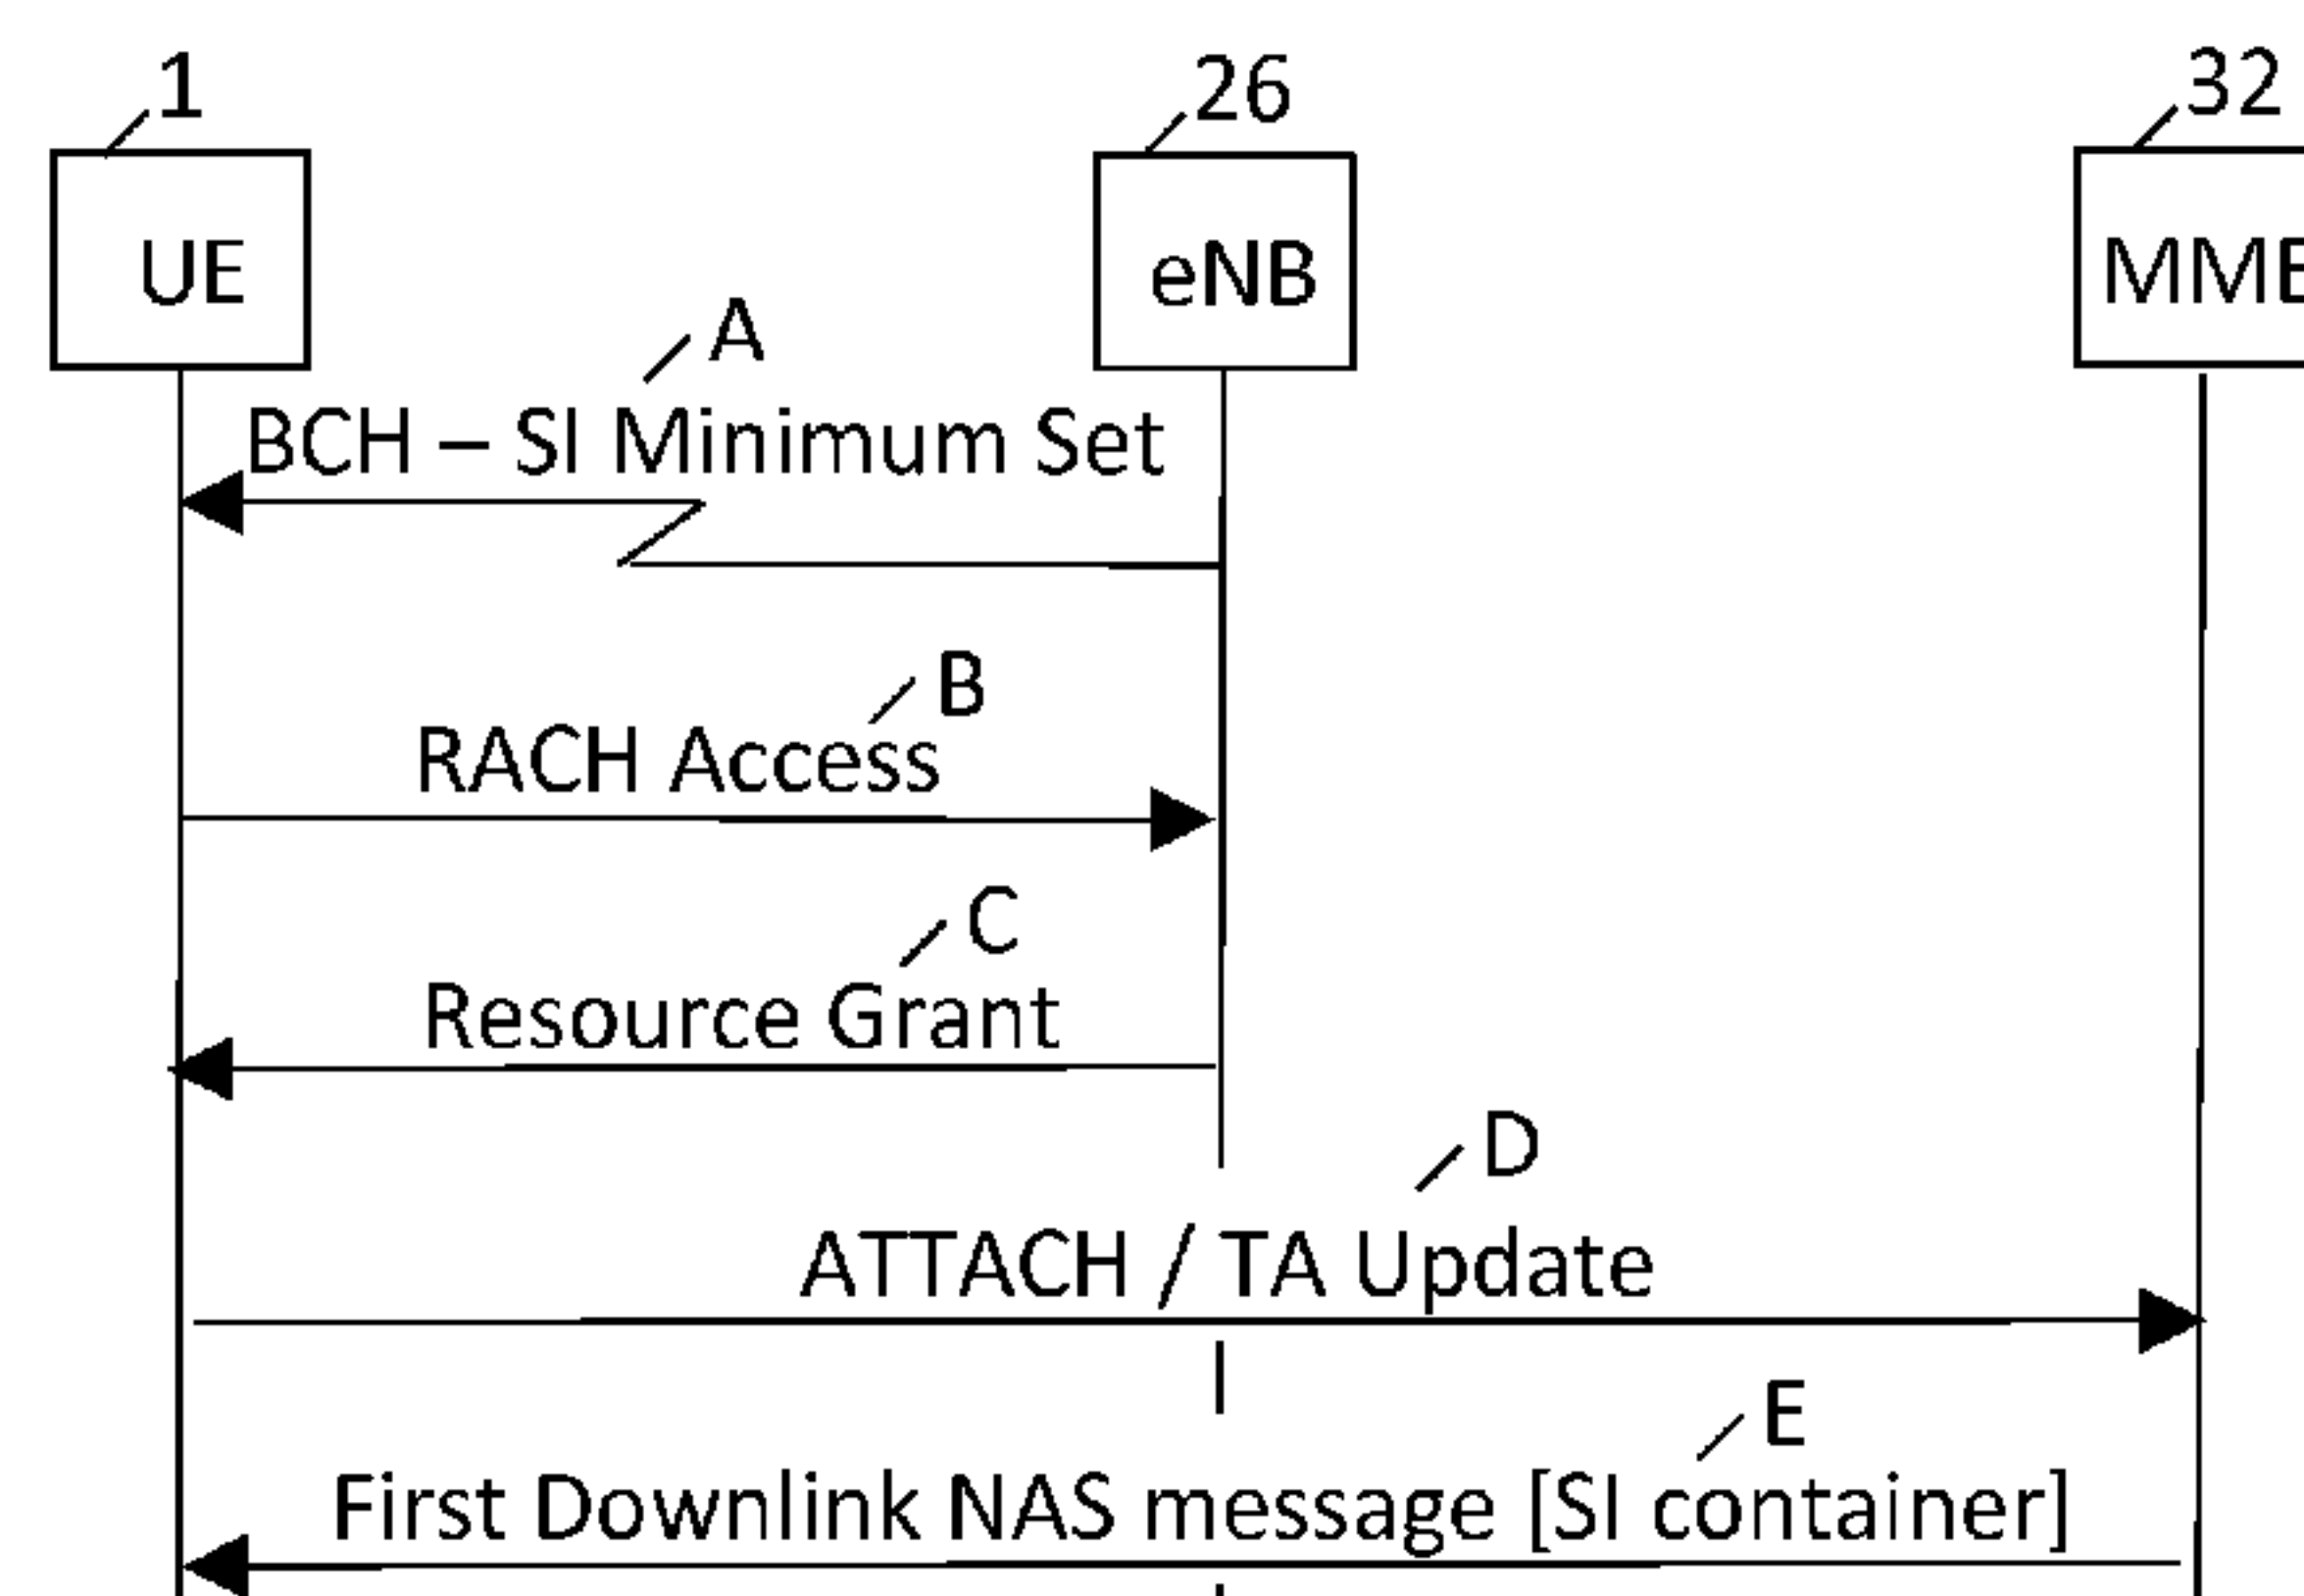 1
26
32
UE
eNB
MME
A
BCH – SI Minimum Set
B
RACH Access
C
Resource Grant
D
ATTACH / TA Update
E
First Downlink NAS message [SI container]